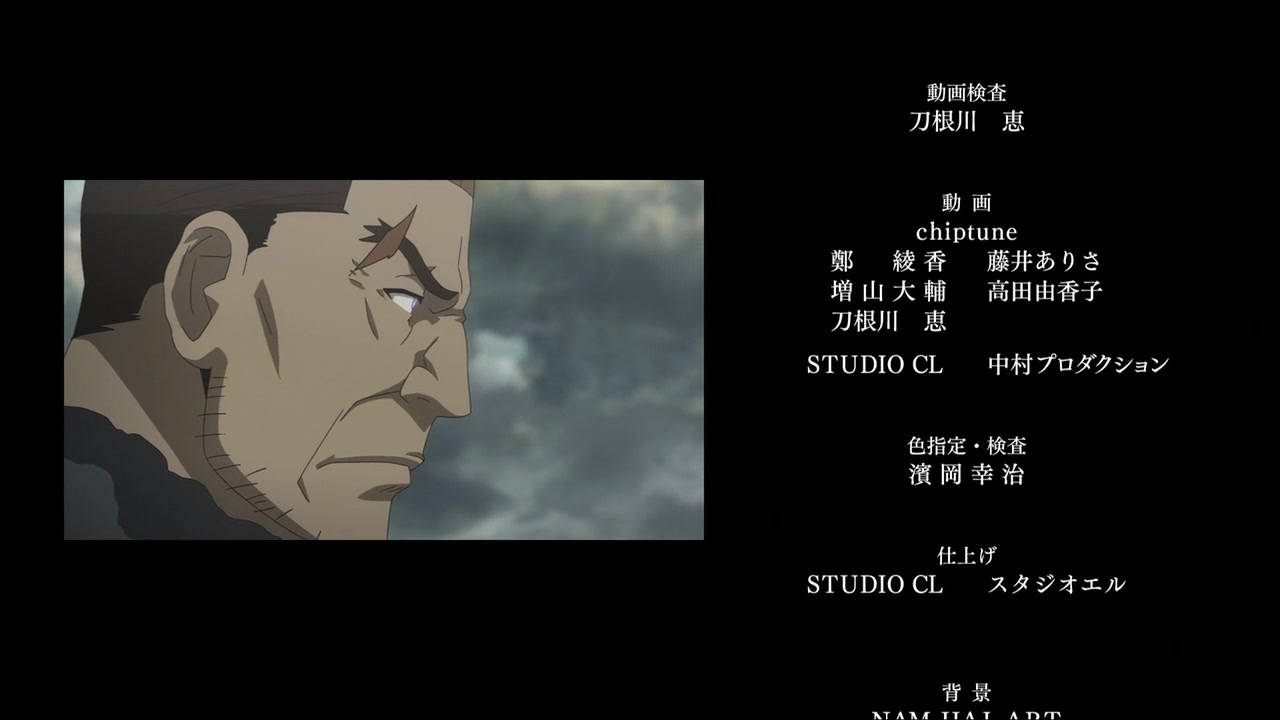 動画検査
刀根川 恵
動 画
chiptune
鄭 綾香 藤井ありさ
増山大輔 高田由香子
刀根川 恵
STUDIO CL 中村プロダクション
色指定・検査
濱岡幸治
仕上げ
STUDIO CL スタジオエル
背 景
NAM HAI ART